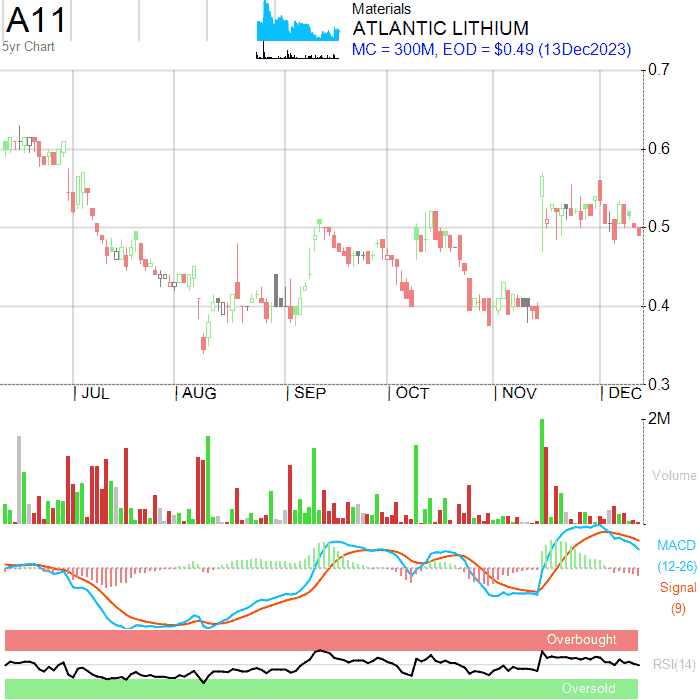 A11
5yr Chart
Materials
ATLANTIC LITHIUM
MC = 300M, EOD = $0.49 (13Dec2023)
0.7
0.6
0.5
0.4
0.3
JUL
AUG
SEP
OCT
NOV
DEC
2M
Volume
MACD
(12-26)
Signal
(9)
Overbought
RSI(14)
Oversold